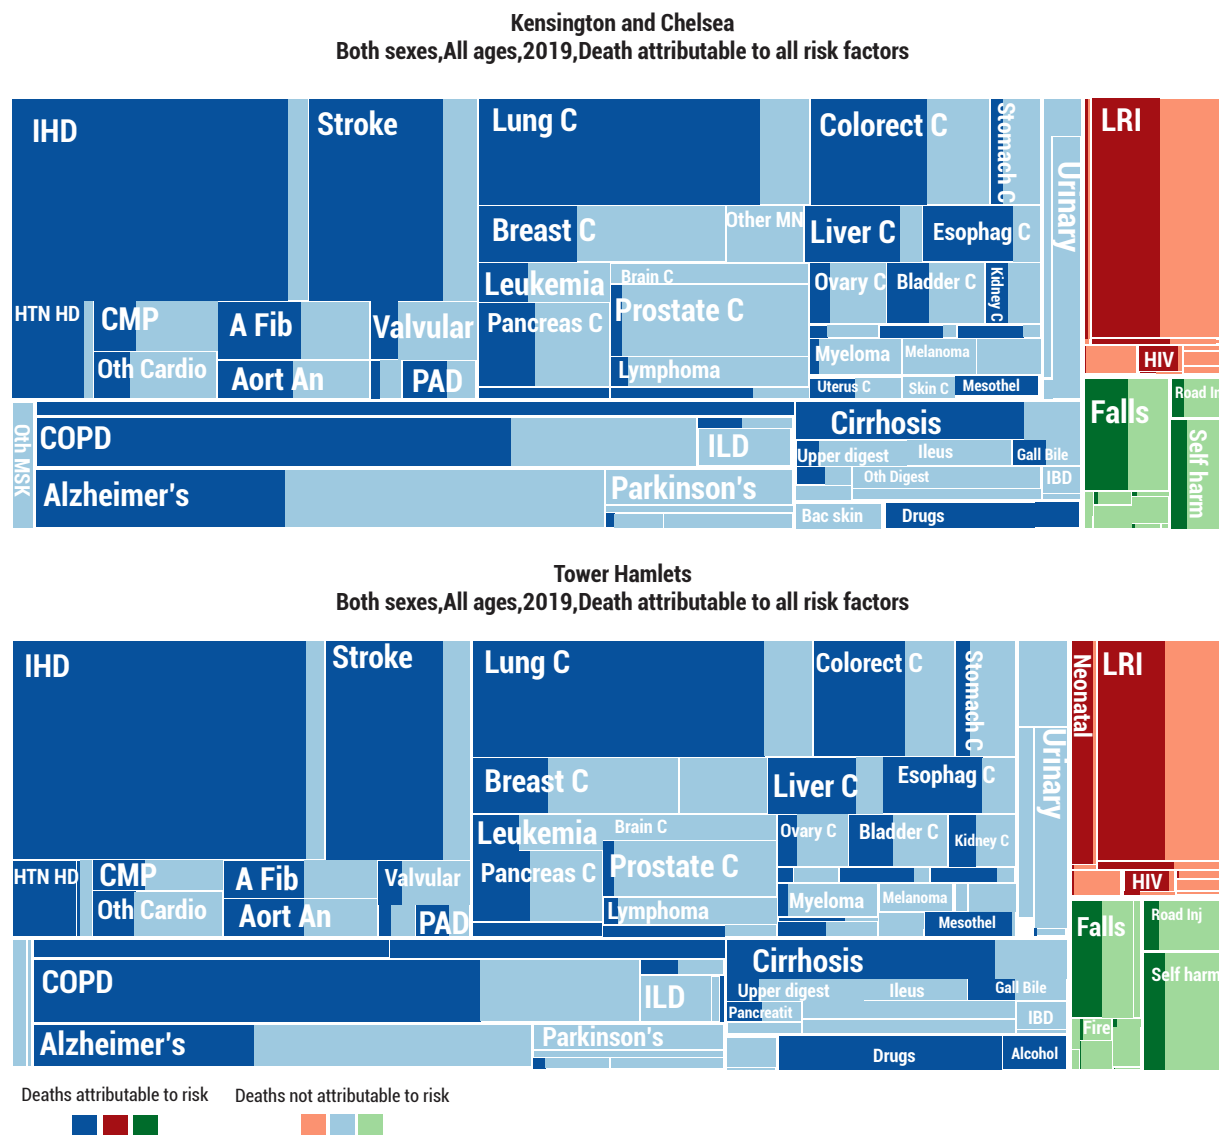 Kensington and Chelsea
Both sexes,All ages,2019,Death attributable to all risk factors
IHD
Stroke
Lung C
Colorect C
Stomach C
Urinary
LRI
Breast C
Other MN
Liver C
Esophag C
Leukemia
Brain C
Ovary C
Bladder C
Kidney C
HTN HD
CMP
A Fib
Valvular
Pancreas C
Prostate C
Oth Cardio
Aort An
PAD
Lymphoma
Myeloma
Melanoma
HIV
Uterus C
Skin C
Mesothel
Oth MSK
COPD
ILD
Cirrhosis
Upper digest
Ileus
Gall Bile
Falls
Road In
Self harm
Alzheimer's
Parkinson's
Oth Digest
IBD
Bac skin
Drugs
Tower Hamlets
Both sexes,All ages,2019,Death attributable to all risk factors
IHD
Stroke
Lung C
Colorect C
Stomach C
Urinary
Neonatal
LRI
Breast C
Liver C
Esophag C
Leukemia
Brain C
Ovary C
Bladder C
Kidney C
HTN HD
CMP
A Fib
Valvular
Pancreas C
Prostate C
Oth Cardio
Aort An
PAD
Lymphoma
Myeloma
Melanoma
HIV
Mesothel
Falls
Road Inj
COPD
ILD
Cirrhosis
Upper digest
Ileus
Gall Bile
Self harm
Pancreatit
IBD
Fire
Alzheimer's
Parkinson's
Drugs
Alcohol
Deaths attributable to risk
Deaths not attributable to risk